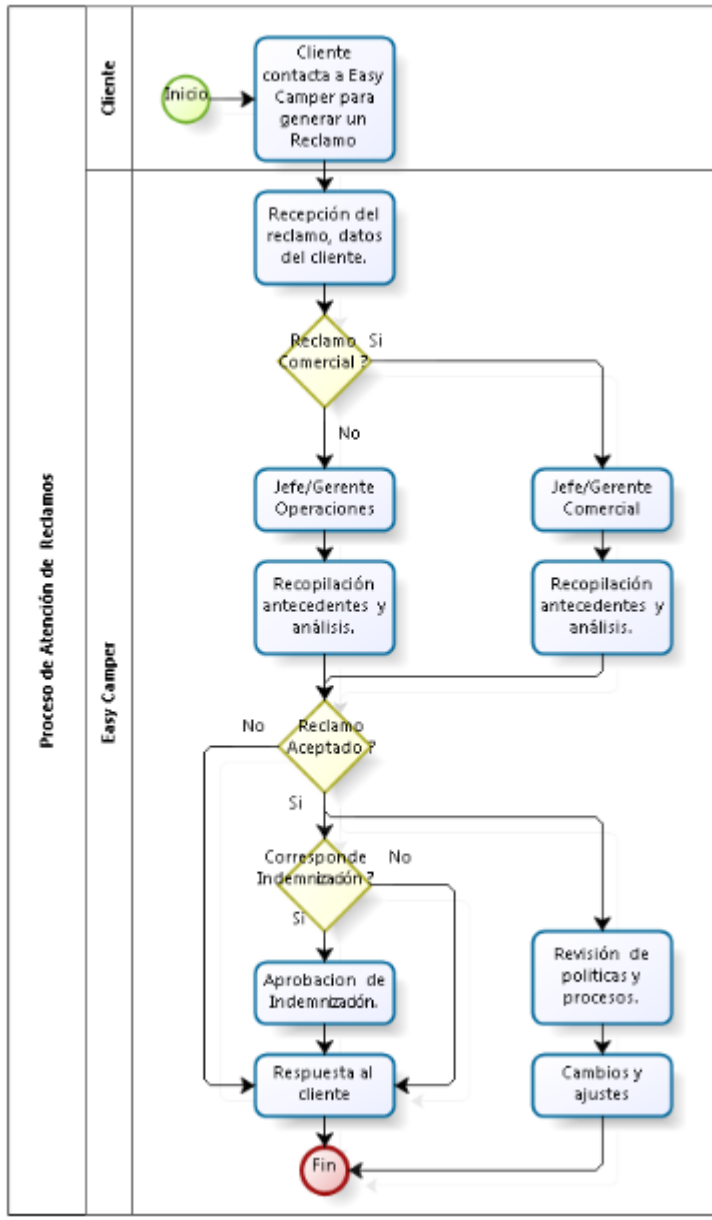 Proceso de Atención de Reclamos
Cliente
Easy Camper
Inicio
Cliente
contacta a Easy
Camper para
generar un
Reclamo
Recepción del
reclamo, datos
del cliente.
Reclamo
Comercial ?
Si
No
Jefe/Gerente
Operaciones
Jefe/Gerente
Comercial
Recopilación
antecedentes y
análisis.
Recopilación
antecedentes y
análisis.
Reclamo
Aceptado ?
No
Si
Corresponde
Indemnización ?
No
Si
Aprobacion de
Indemnización.
Revisión de
politicas y
procesos.
Respuesta al
cliente
Cambios y
ajustes
Fin